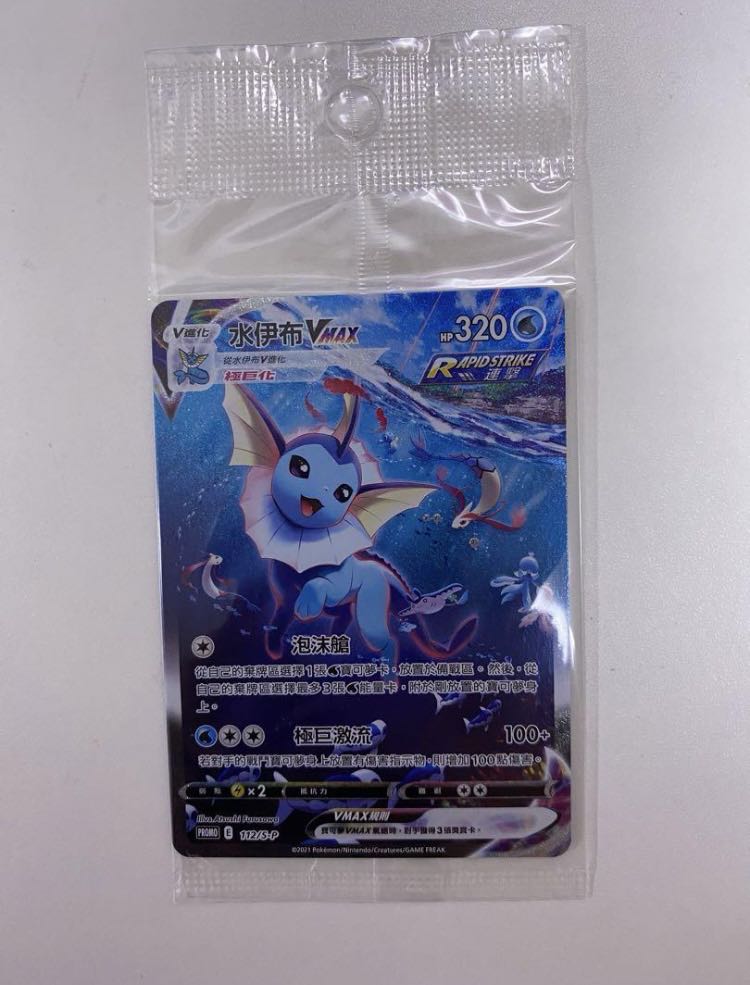 V進化
水伊布VMAX
HP320
從水伊布V進化
極巨化
RAPID STRIKE
連擊
泡沫艙
從自己的棄牌區選擇1張寶可夢卡，放置於備戰區。然後，從
自己的棄牌區選擇最多3張能量卡，附於剛放置的寶可夢身
上。
極巨激流 100+
若對手的戰鬥寶可夢身上放置有傷害指示物，則增加100點傷害。
弱點 ×2 抵抗力 撤退
VMAX規則
寶可夢VMAX氣絕時，對手獲得3張獎賞卡。
Illus. Atsushi Furusawa
PROMO E 112/S-P
©2021 Pokémon/Nintendo/Creatures/GAME FREAK